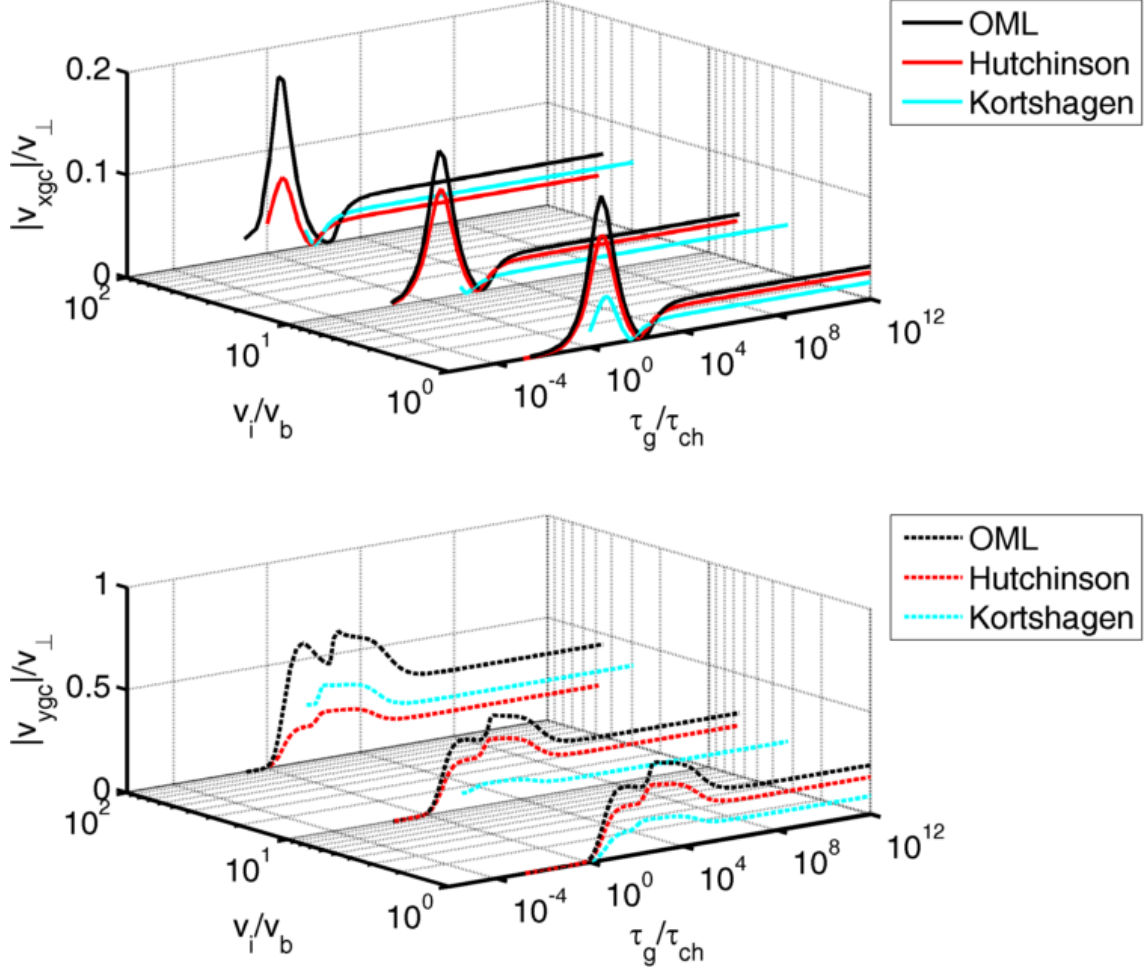 0.2
0.1
0
|v_xgc|/v_⊥
10^2
10^1
10^0
v_i/v_b
10^-4
10^0
10^4
10^8
10^12
τ_g/τ_ch
OML
Hutchinson
Kortshagen
1
0.5
0
|v_ygc|/v_⊥
10^2
10^1
10^0
v_i/v_b
10^-4
10^0
10^4
10^8
10^12
τ_g/τ_ch
OML
Hutchinson
Kortshagen